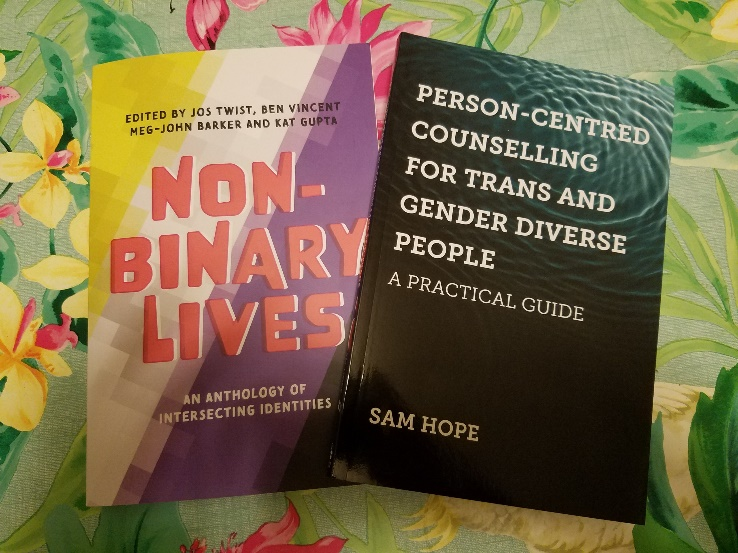 EDITED BY JOS TWIST, BEN VINCENT
MEG-JOHN BARKER AND KAT GUPTA
NON-
BINARY
LIVES
AN ANTHOLOGY OF
INTERSECTING IDENTITIES
PERSON-CENTRED
COUNSELLING
FOR TRANS AND
GENDER DIVERSE
PEOPLE
A PRACTICAL GUIDE
SAM HOPE